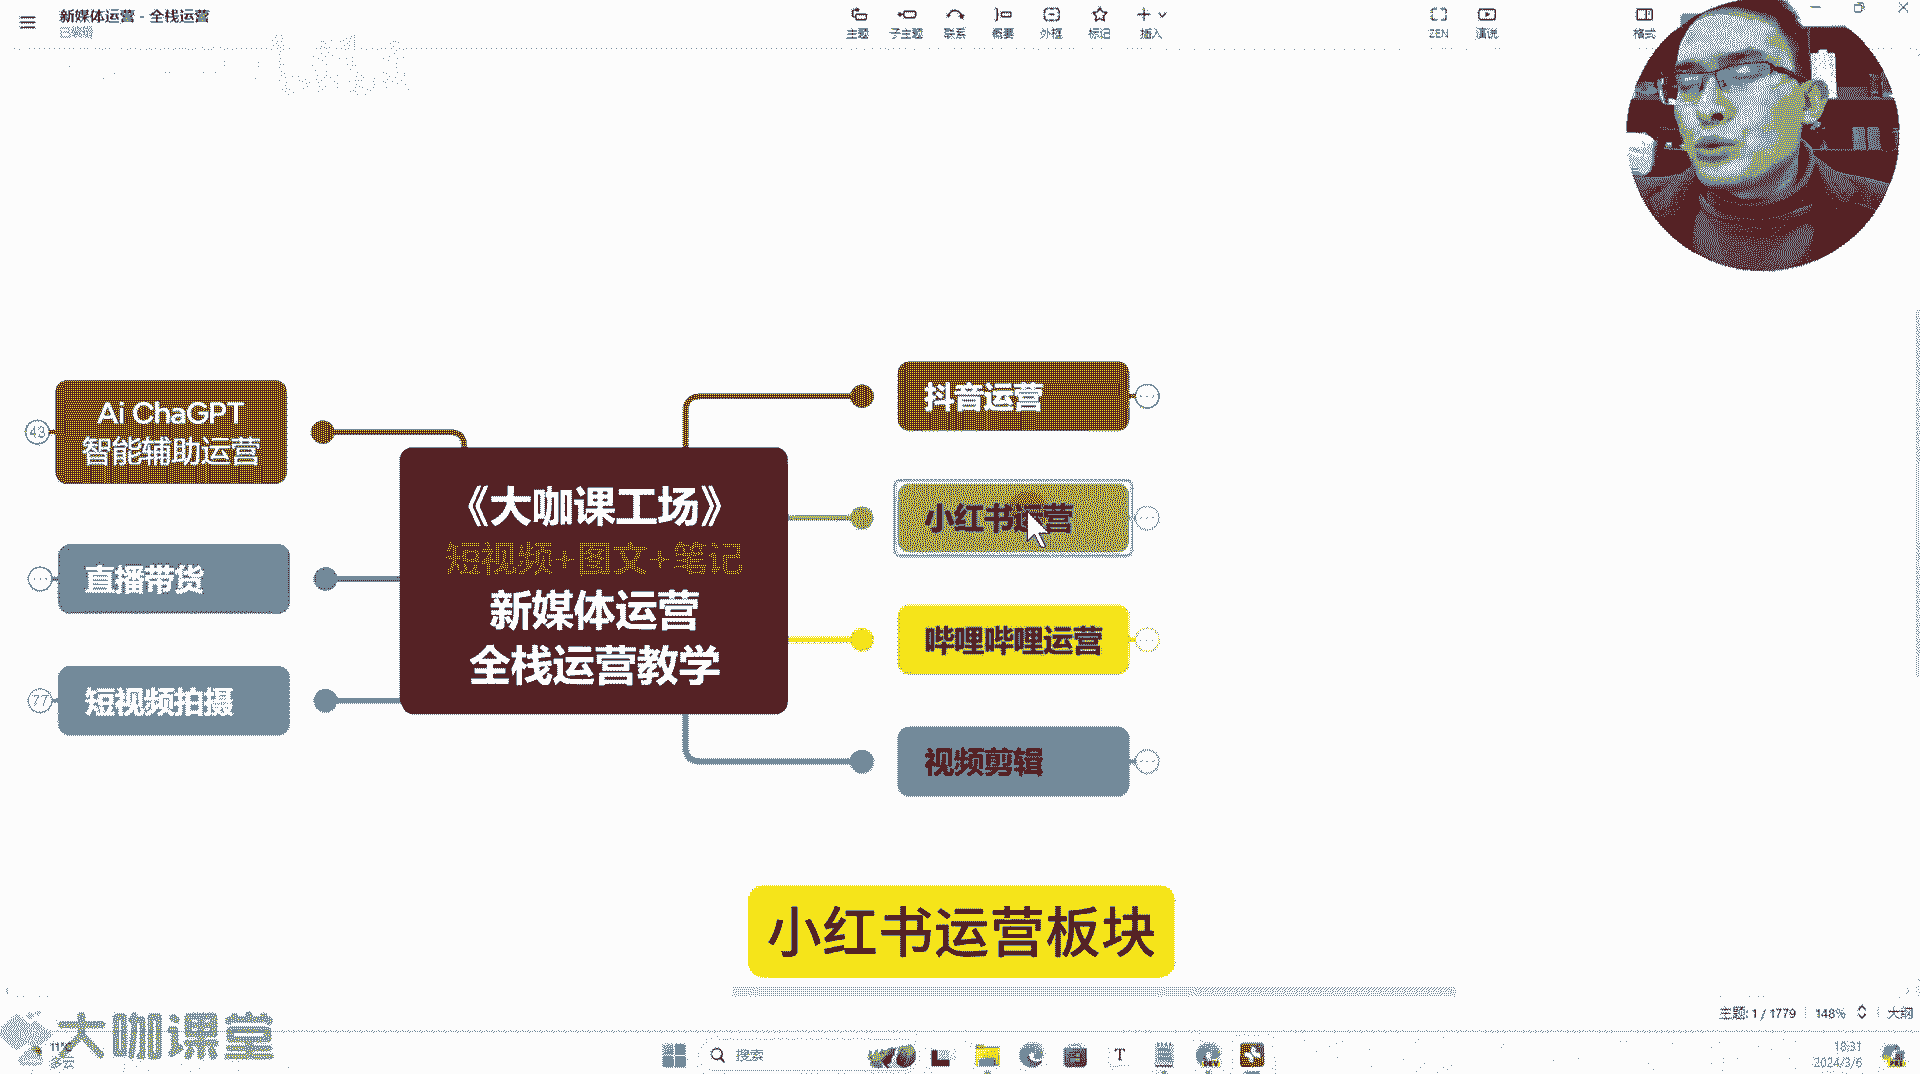 新媒体运营 - 全栈运营
已编辑
主题
子主题
联系
概要
外框
标记
插入
ZEN
演说
格式
Ai ChaGPT
智能辅助运营
43
直播带货
短视频拍摄
77
《大咖课工场》
短视频+图文+笔记
新媒体运营
全栈运营教学
抖音运营
小红书运营
哔哩哔哩运营
视频剪辑
小红书运营板块
主题: 1 / 1779
148%
大纲
大咖课堂
11°
多云
搜索
18:31
2024/3/6